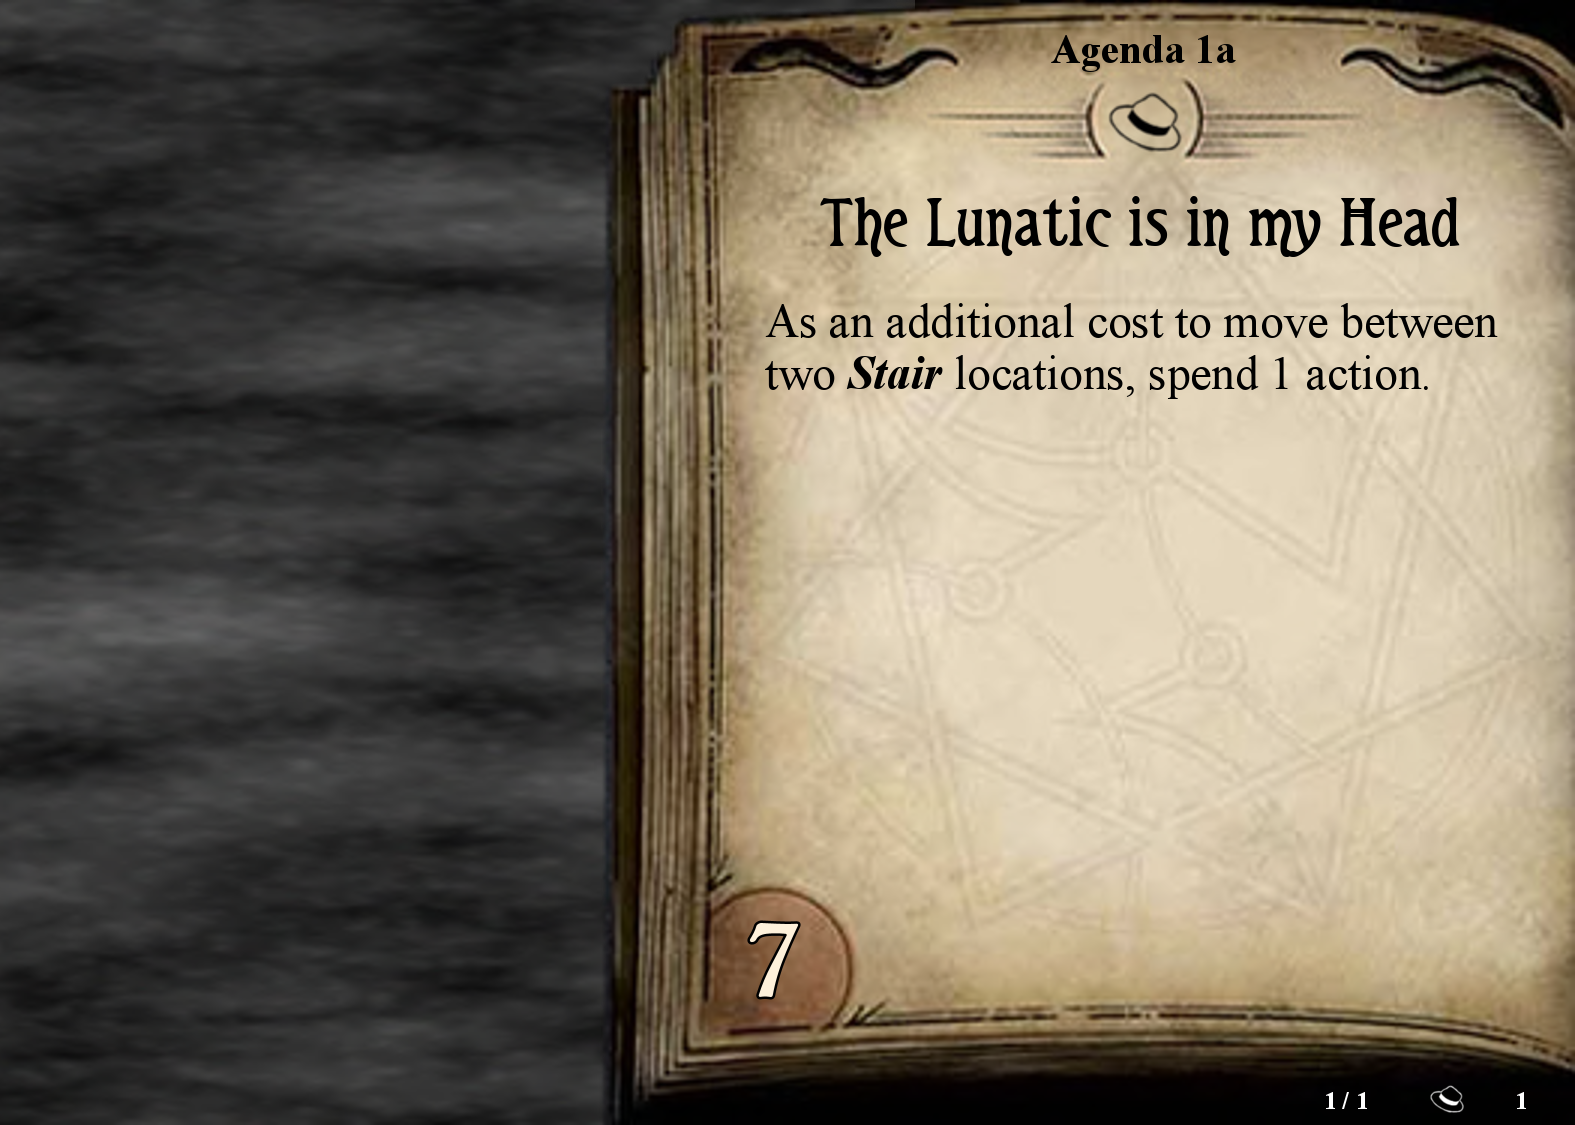 Agenda 1a
The Lunatic is in my Head
As an additional cost to move between
two Stair locations, spend 1 action.
7
1 / 1 1